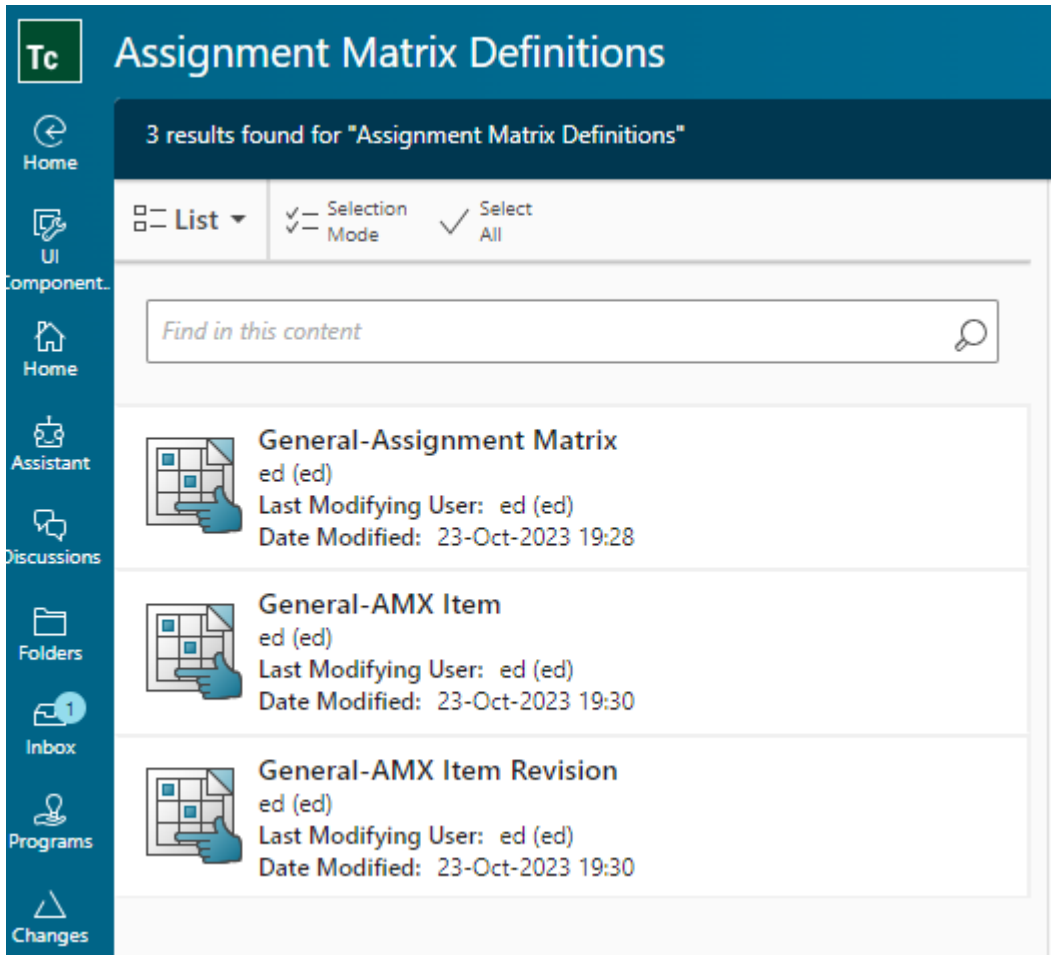 Tc
Assignment Matrix Definitions
Home
3 results found for "Assignment Matrix Definitions"
UI
Component..
List
Selection
Mode
Select
All
Home
Find in this content
Assistant
General-Assignment Matrix
ed (ed)
Last Modifying User: ed (ed)
Date Modified: 23-Oct-2023 19:28
Discussions
Folders
General-AMX Item
ed (ed)
Last Modifying User: ed (ed)
Date Modified: 23-Oct-2023 19:30
1
Inbox
Programs
General-AMX Item Revision
ed (ed)
Last Modifying User: ed (ed)
Date Modified: 23-Oct-2023 19:30
Changes